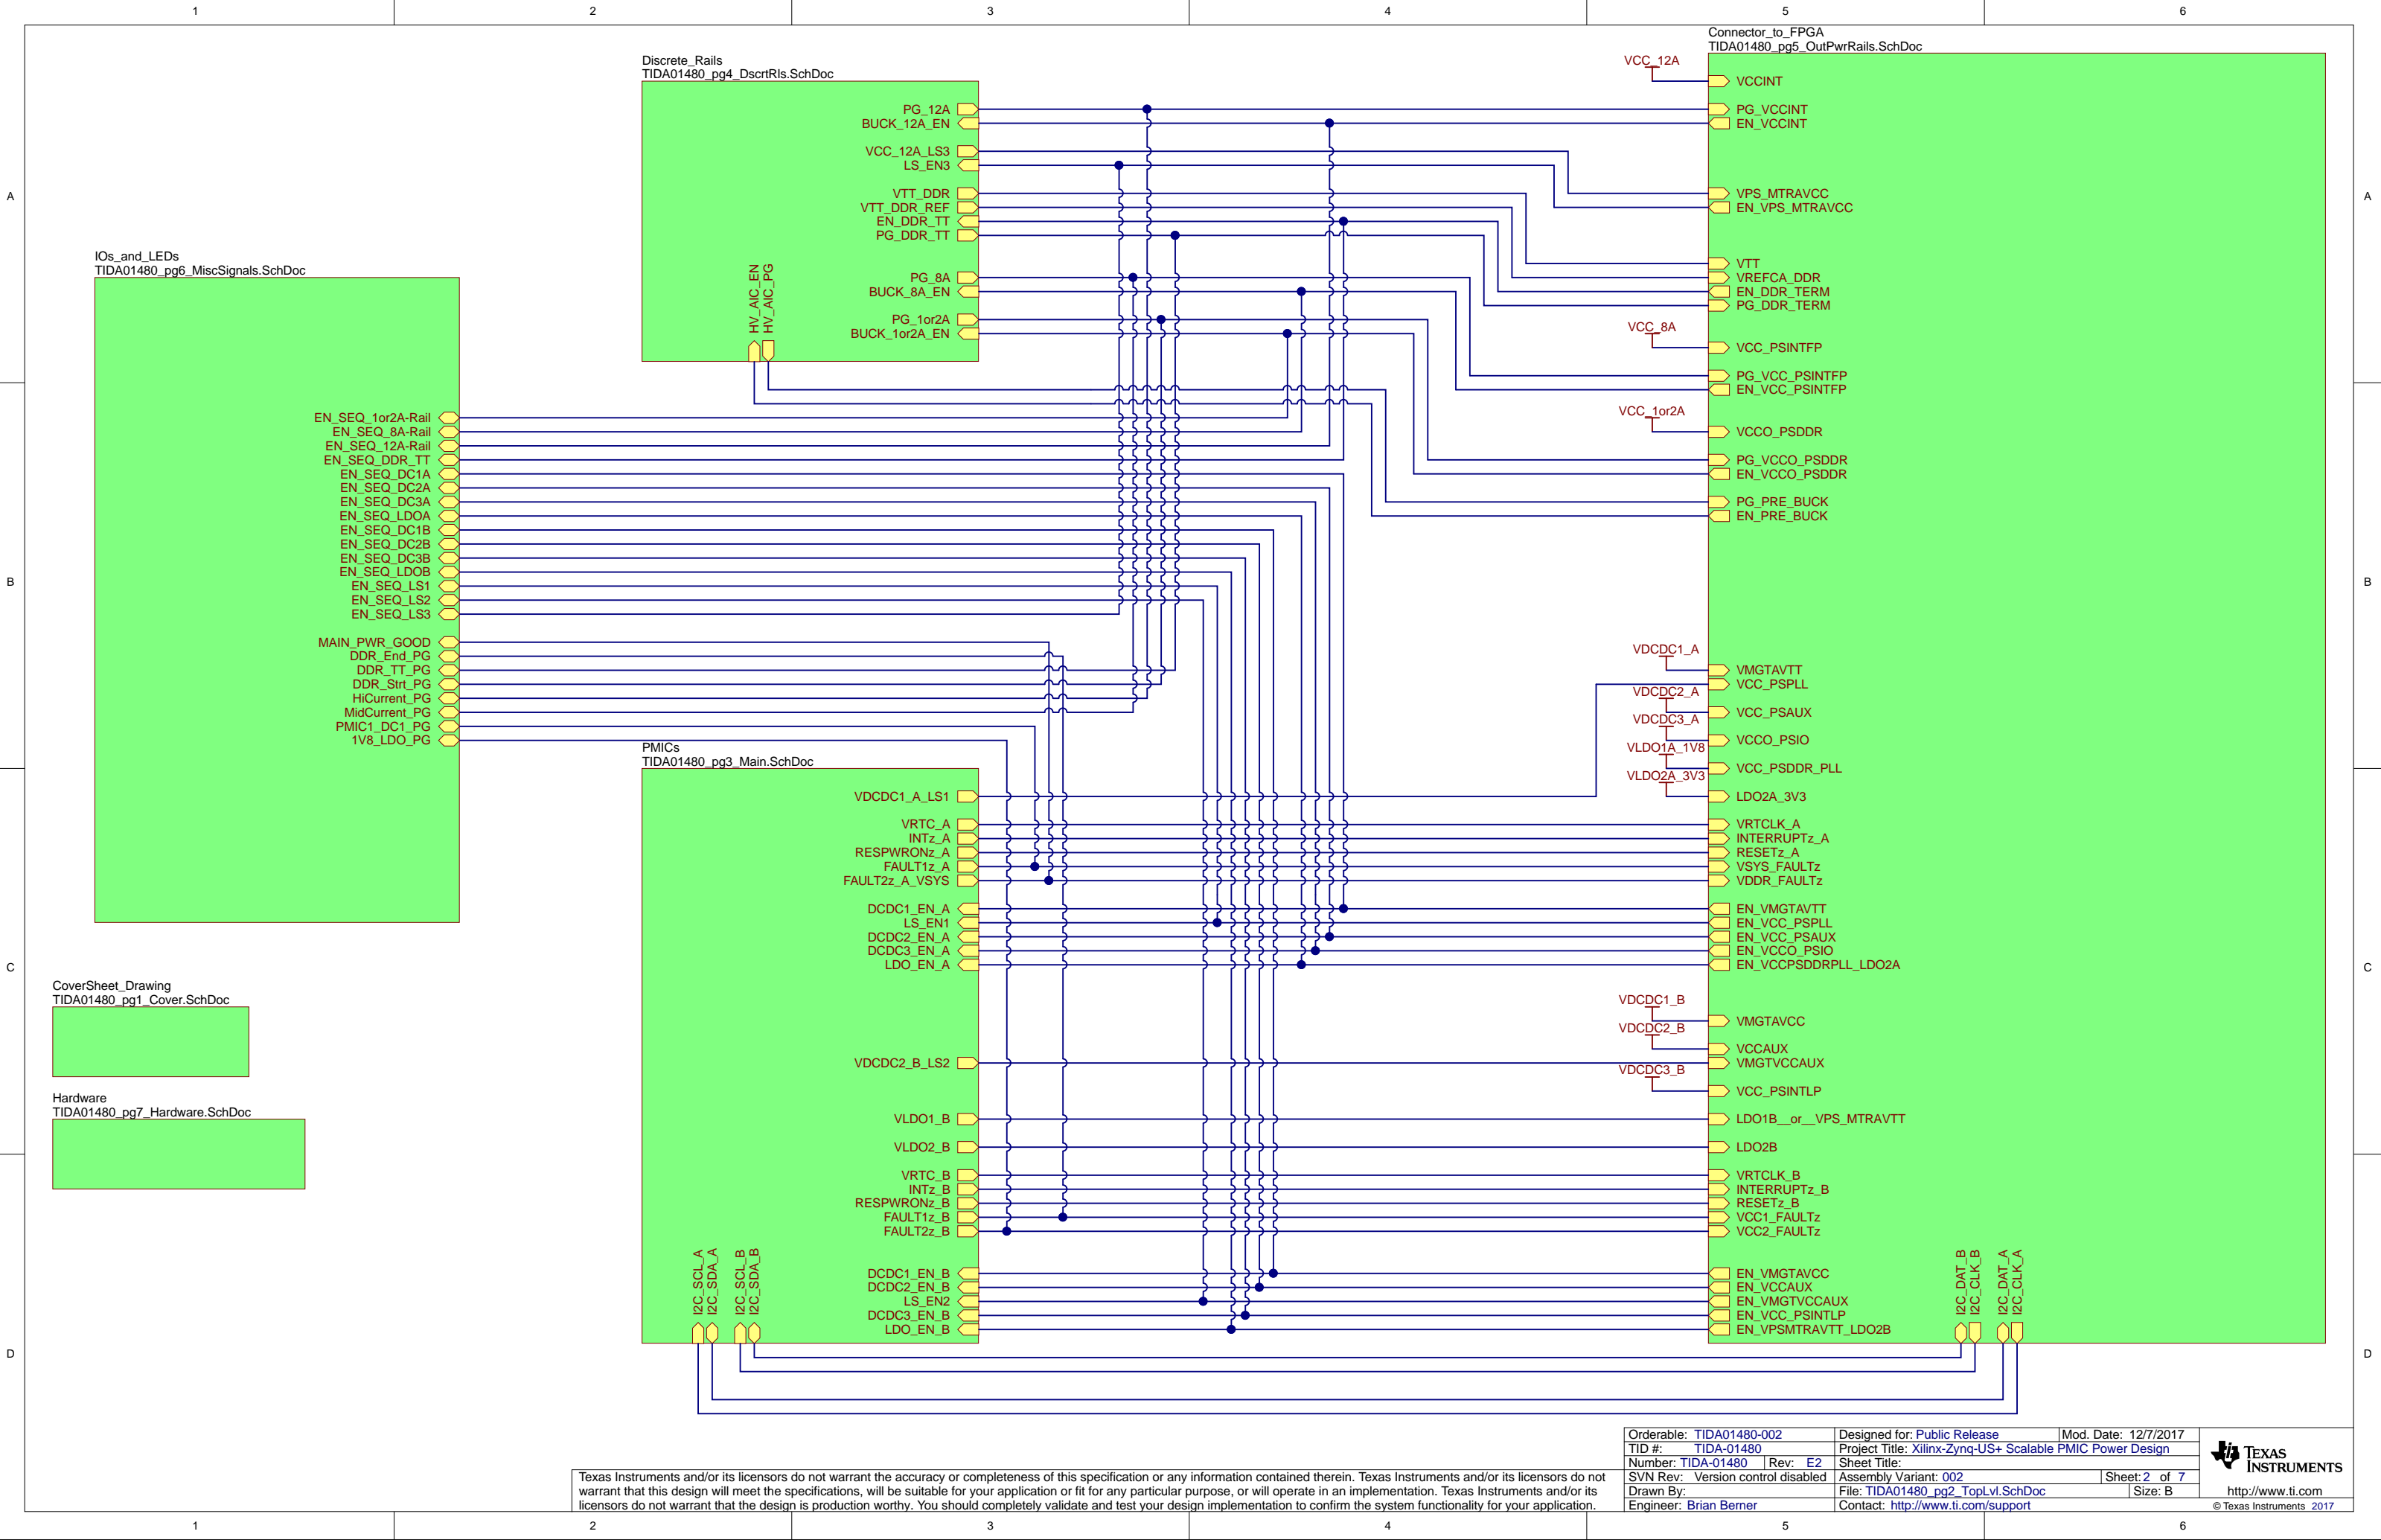 1 2 3 4 5 6
A
B
C
D
A
B
C
D
Discrete_Rails
TIDA01480_pg4_DscrtRls.SchDoc
PG_12A
BUCK_12A_EN
VCC_12A_LS3
LS_EN3
VTT_DDR
VTT_DDR_REF
EN_DDR_TT
PG_DDR_TT
PG_8A
BUCK_8A_EN
PG_1or2A
BUCK_1or2A_EN
HV_AIC_EN
HV_AIC_PG
IOs_and_LEDs
TIDA01480_pg6_MiscSignals.SchDoc
EN_SEQ_1or2A-Rail
EN_SEQ_8A-Rail
EN_SEQ_12A-Rail
EN_SEQ_DDR_TT
EN_SEQ_DC1A
EN_SEQ_DC2A
EN_SEQ_DC3A
EN_SEQ_LDOA
EN_SEQ_DC1B
EN_SEQ_DC2B
EN_SEQ_DC3B
EN_SEQ_LDOB
EN_SEQ_LS1
EN_SEQ_LS2
EN_SEQ_LS3
MAIN_PWR_GOOD
DDR_End_PG
DDR_TT_PG
DDR_Strt_PG
HiCurrent_PG
MidCurrent_PG
PMIC1_DC1_PG
1V8_LDO_PG
CoverSheet_Drawing
TIDA01480_pg1_Cover.SchDoc
Hardware
TIDA01480_pg7_Hardware.SchDoc
PMICs
TIDA01480_pg3_Main.SchDoc
VDCDC1_A_LS1
VRTC_A
INTz_A
RESPWRONz_A
FAULT1z_A
FAULT2z_A_VSYS
DCDC1_EN_A
LS_EN1
DCDC2_EN_A
DCDC3_EN_A
LDO_EN_A
VDCDC2_B_LS2
VLDO1_B
VLDO2_B
VRTC_B
INTz_B
RESPWRONz_B
FAULT1z_B
FAULT2z_B
DCDC1_EN_B
DCDC2_EN_B
LS_EN2
DCDC3_EN_B
LDO_EN_B
I2C_SCL_A
I2C_SDA_A
I2C_SCL_B
I2C_SDA_B
Connector_to_FPGA
TIDA01480_pg5_OutPwrRails.SchDoc
VCC_12A
VCCINT
PG_VCCINT
EN_VCCINT
VPS_MTRAVCC
EN_VPS_MTRAVCC
VTT
VREFCA_DDR
EN_DDR_TERM
PG_DDR_TERM
VCC_8A
VCC_PSINTFP
PG_VCC_PSINTFP
EN_VCC_PSINTFP
VCC_1or2A
VCCO_PSDDR
PG_VCCO_PSDDR
EN_VCCO_PSDDR
PG_PRE_BUCK
EN_PRE_BUCK
VDCDC1_A
VMGTAVTT
VCC_PSPLL
VDCDC2_A
VCC_PSAUX
VDCDC3_A
VCCO_PSIO
VLDO1A_1V8
VCC_PSDDR_PLL
VLDO2A_3V3
LDO2A_3V3
VRTCLK_A
INTERRUPTz_A
RESETz_A
VSYS_FAULTz
VDDR_FAULTz
EN_VMGTAVTT
EN_VCC_PSPLL
EN_VCC_PSAUX
EN_VCCO_PSIO
EN_VCCPSDDRPLL_LDO2A
VDCDC1_B
VMGTAVCC
VDCDC2_B
VCCAUX
VMGTVCCAUX
VDCDC3_B
VCC_PSINTLP
LDO1B__or__VPS_MTRAVTT
LDO2B
VRTCLK_B
INTERRUPTz_B
RESETz_B
VCC1_FAULTz
VCC2_FAULTz
EN_VMGTAVCC
EN_VCCAUX
EN_VMGTVCCAUX
EN_VCC_PSINTLP
EN_VPSMTRAVTT_LDO2B
I2C_DAT_B
I2C_CLK_B
I2C_DAT_A
I2C_CLK_A
Texas Instruments and/or its licensors do not warrant the accuracy or completeness of this specification or any information contained therein. Texas Instruments and/or its licensors do not
warrant that this design will meet the specifications, will be suitable for your application or fit for any particular purpose, or will operate in an implementation. Texas Instruments and/or its
licensors do not warrant that the design is production worthy. You should completely validate and test your design implementation to confirm the system functionality for your application.
Orderable: TIDA01480-002 Designed for: Public Release Mod. Date: 12/7/2017
TID #: TIDA-01480 Project Title: Xilinx-Zynq-US+ Scalable PMIC Power Design
Number: TIDA-01480 Rev: E2 Sheet Title:
SVN Rev: Version control disabled Assembly Variant: 002 Sheet: 2 of 7
Drawn By: File: TIDA01480_pg2_TopLvl.SchDoc Size: B
Engineer: Brian Berner Contact: http://www.ti.com/support
TEXAS
INSTRUMENTS
http://www.ti.com
© Texas Instruments 2017
1 2 3 4 5 6